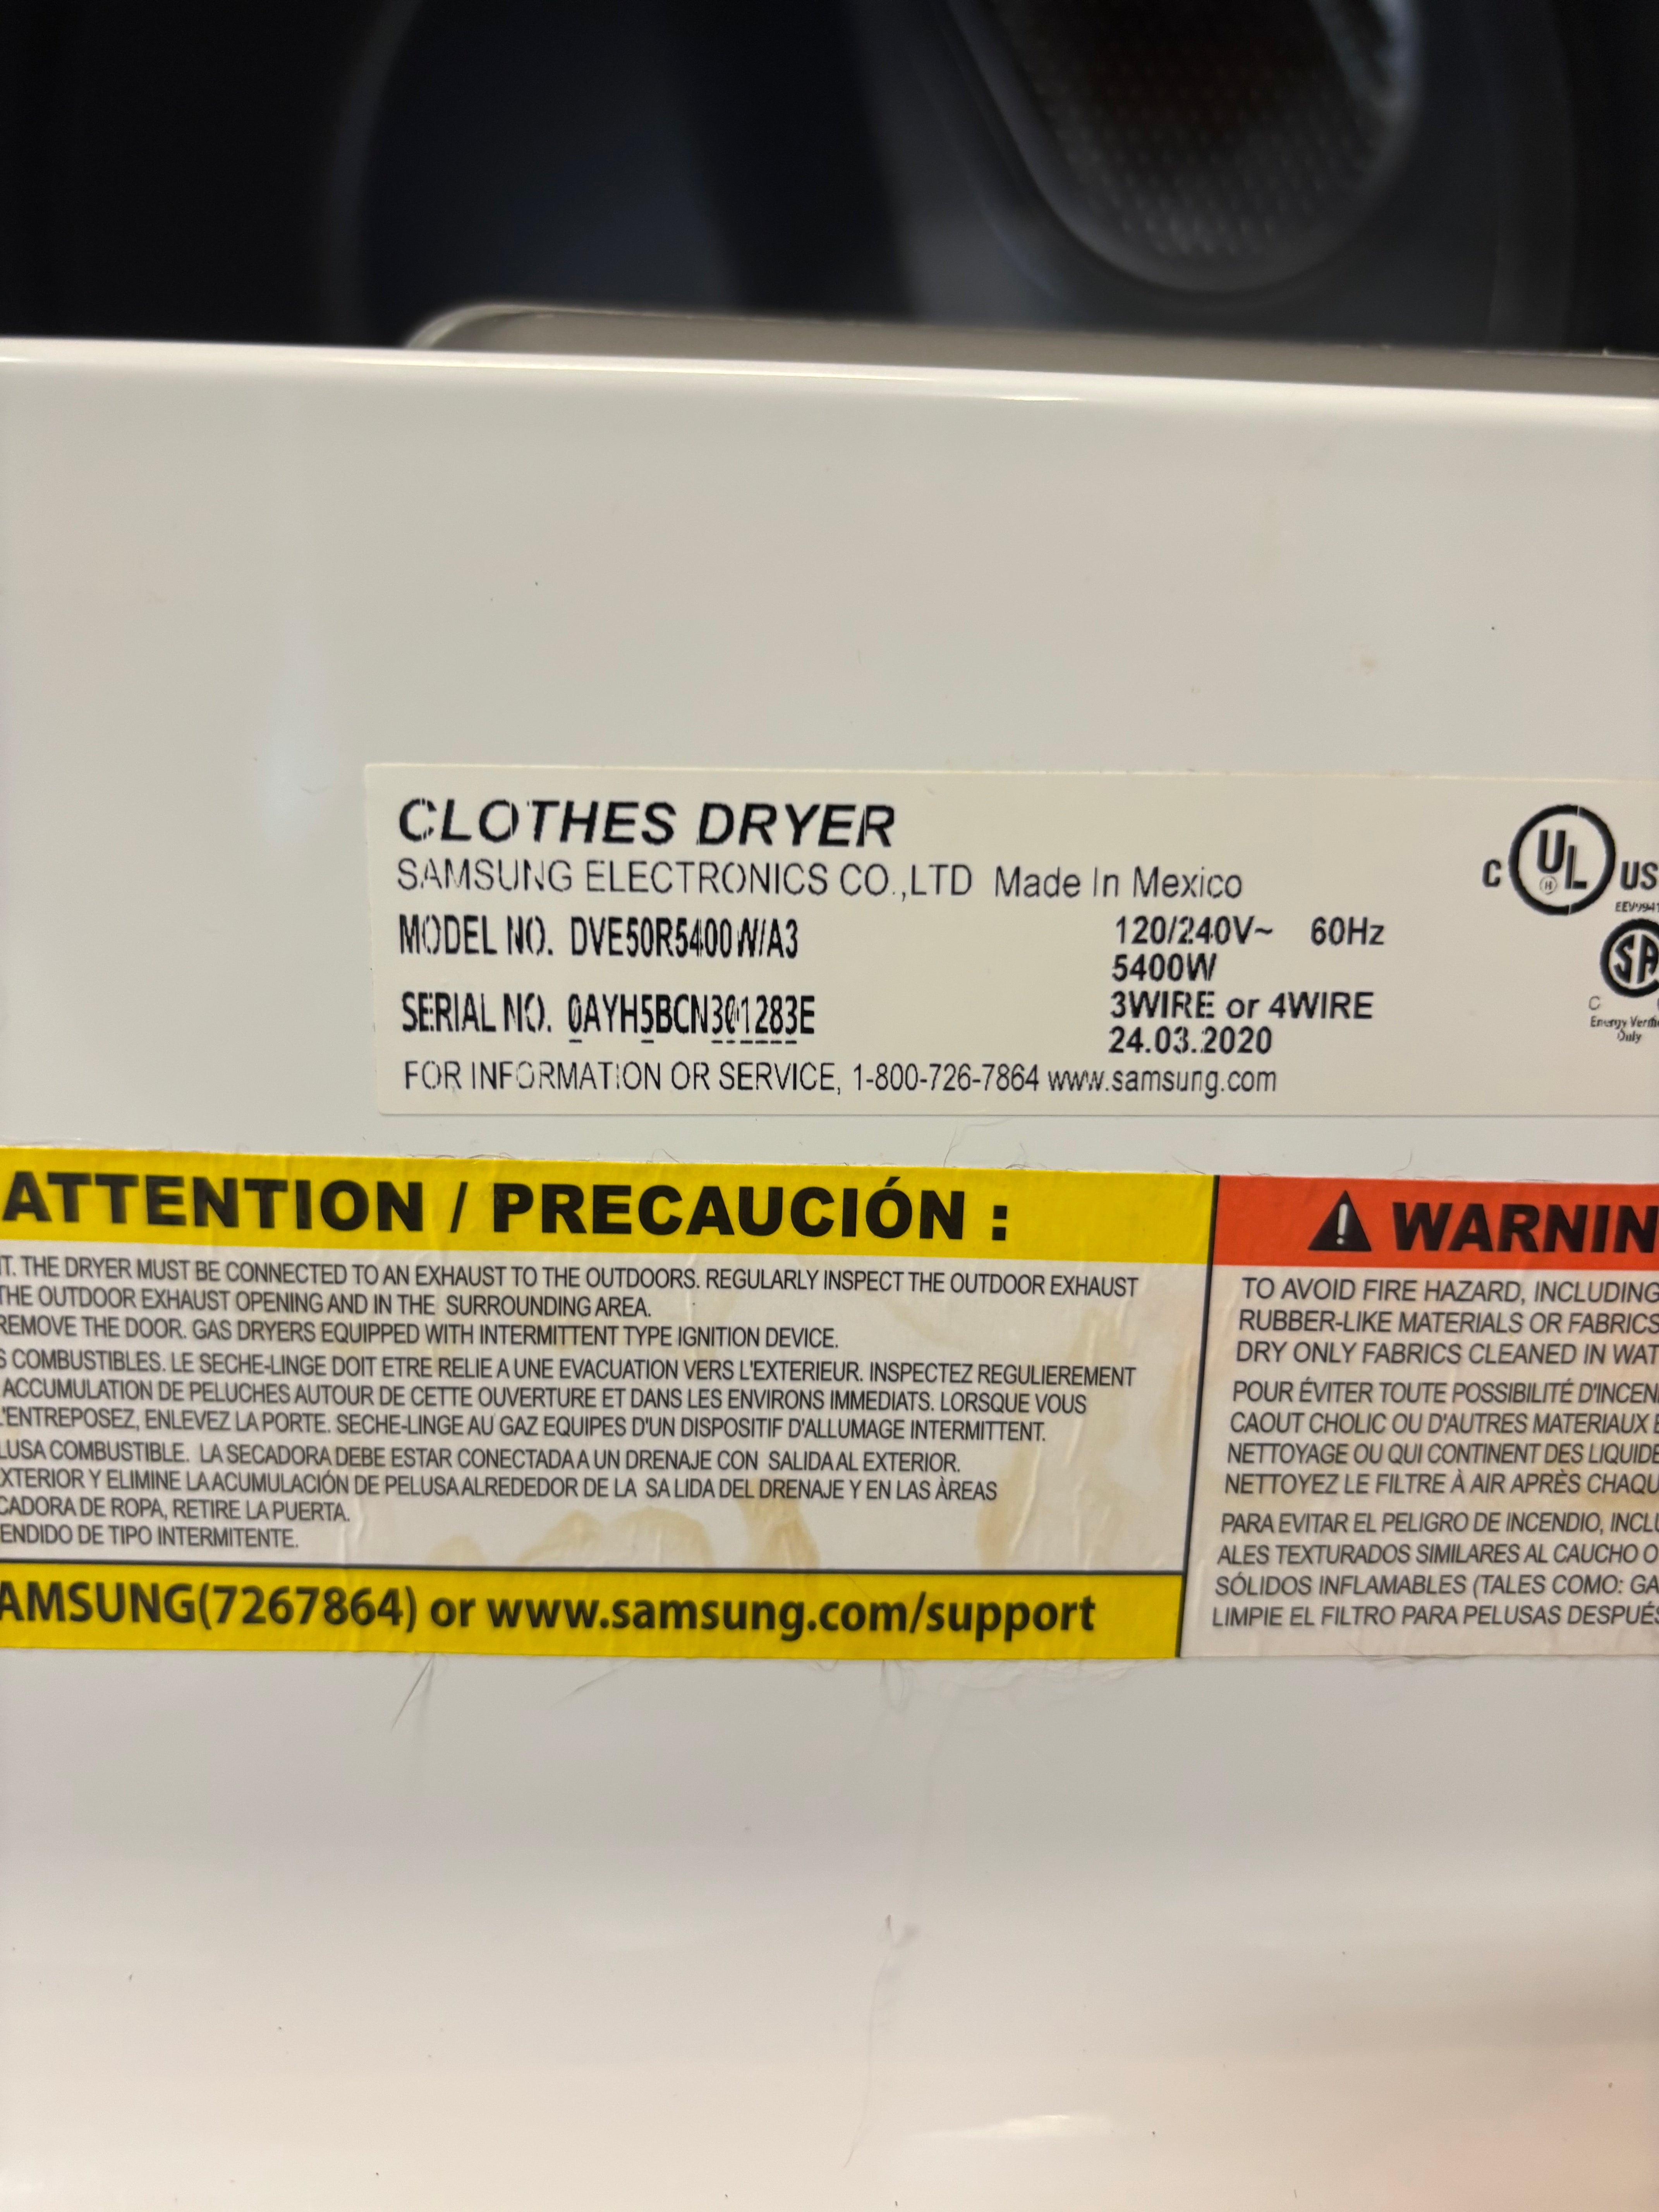 CLOTHES DRYER
SAMSUNG ELECTRONICS CO.,LTD Made In Mexico
MODEL NO. DVE50R5400W/A3
120/240V~ 60Hz
5400W
SERIAL NO. 0AYH5BCN301283E
3WIRE or 4WIRE
24.03.2020
FOR INFORMATION OR SERVICE, 1-800-726-7864 www.samsung.com
C UL US
SA
C
Energy
Only
ATTENTION / PRECAUCIÓN :
T. THE DRYER MUST BE CONNECTED TO AN EXHAUST TO THE OUTDOORS. REGULARLY INSPECT THE OUTDOOR EXHAUST
THE OUTDOOR EXHAUST OPENING AND IN THE SURROUNDING AREA.
REMOVE THE DOOR. GAS DRYERS EQUIPPED WITH INTERMITTENT TYPE IGNITION DEVICE.
S COMBUSTIBLES. LE SECHE-LINGE DOIT ETRE RELIE A UNE EVACUATION VERS L'EXTERIEUR. INSPECTEZ REGULIEREMENT
ACCUMULATION DE PELUCHES AUTOUR DE CETTE OUVERTURE ET DANS LES ENVIRONS IMMEDIATS. LORSQUE VOUS
L'ENTREPOSEZ, ENLEVEZ LA PORTE. SECHE-LINGE AU GAZ EQUIPES D'UN DISPOSITIF D'ALLUMAGE INTERMITTENT.
LUSA COMBUSTIBLE. LA SECADORA DEBE ESTAR CONECTADA A UN DRENAJE CON SALIDA AL EXTERIOR.
XTERIOR Y ELIMINE LA ACUMULACIÓN DE PELUSA ALREDEDOR DE LA SA LIDA DEL DRENAJE Y EN LAS ÀREAS
CADORA DE ROPA, RETIRE LA PUERTA.
ENDIDO DE TIPO INTERMITENTE.
AMSUNG(7267864) or www.samsung.com/support
WARNIN
TO AVOID FIRE HAZARD, INCLUDING
RUBBER-LIKE MATERIALS OR FABRICS
DRY ONLY FABRICS CLEANED IN WAT
POUR ÉVITER TOUTE POSSIBILITÉ D'INCEN
CAOUT CHOLIC OU D'AUTRES MATERIAUX E
NETTOYAGE OU QUI CONTINENT DES LIQUIDE
NETTOYEZ LE FILTRE À AIR APRÈS CHAQU
PARA EVITAR EL PELIGRO DE INCENDIO, INCLU
ALES TEXTURADOS SIMILARES AL CAUCHO O
SÓLIDOS INFLAMABLES (TALES COMO: GA
LIMPIE EL FILTRO PARA PELUSAS DESPUÉS